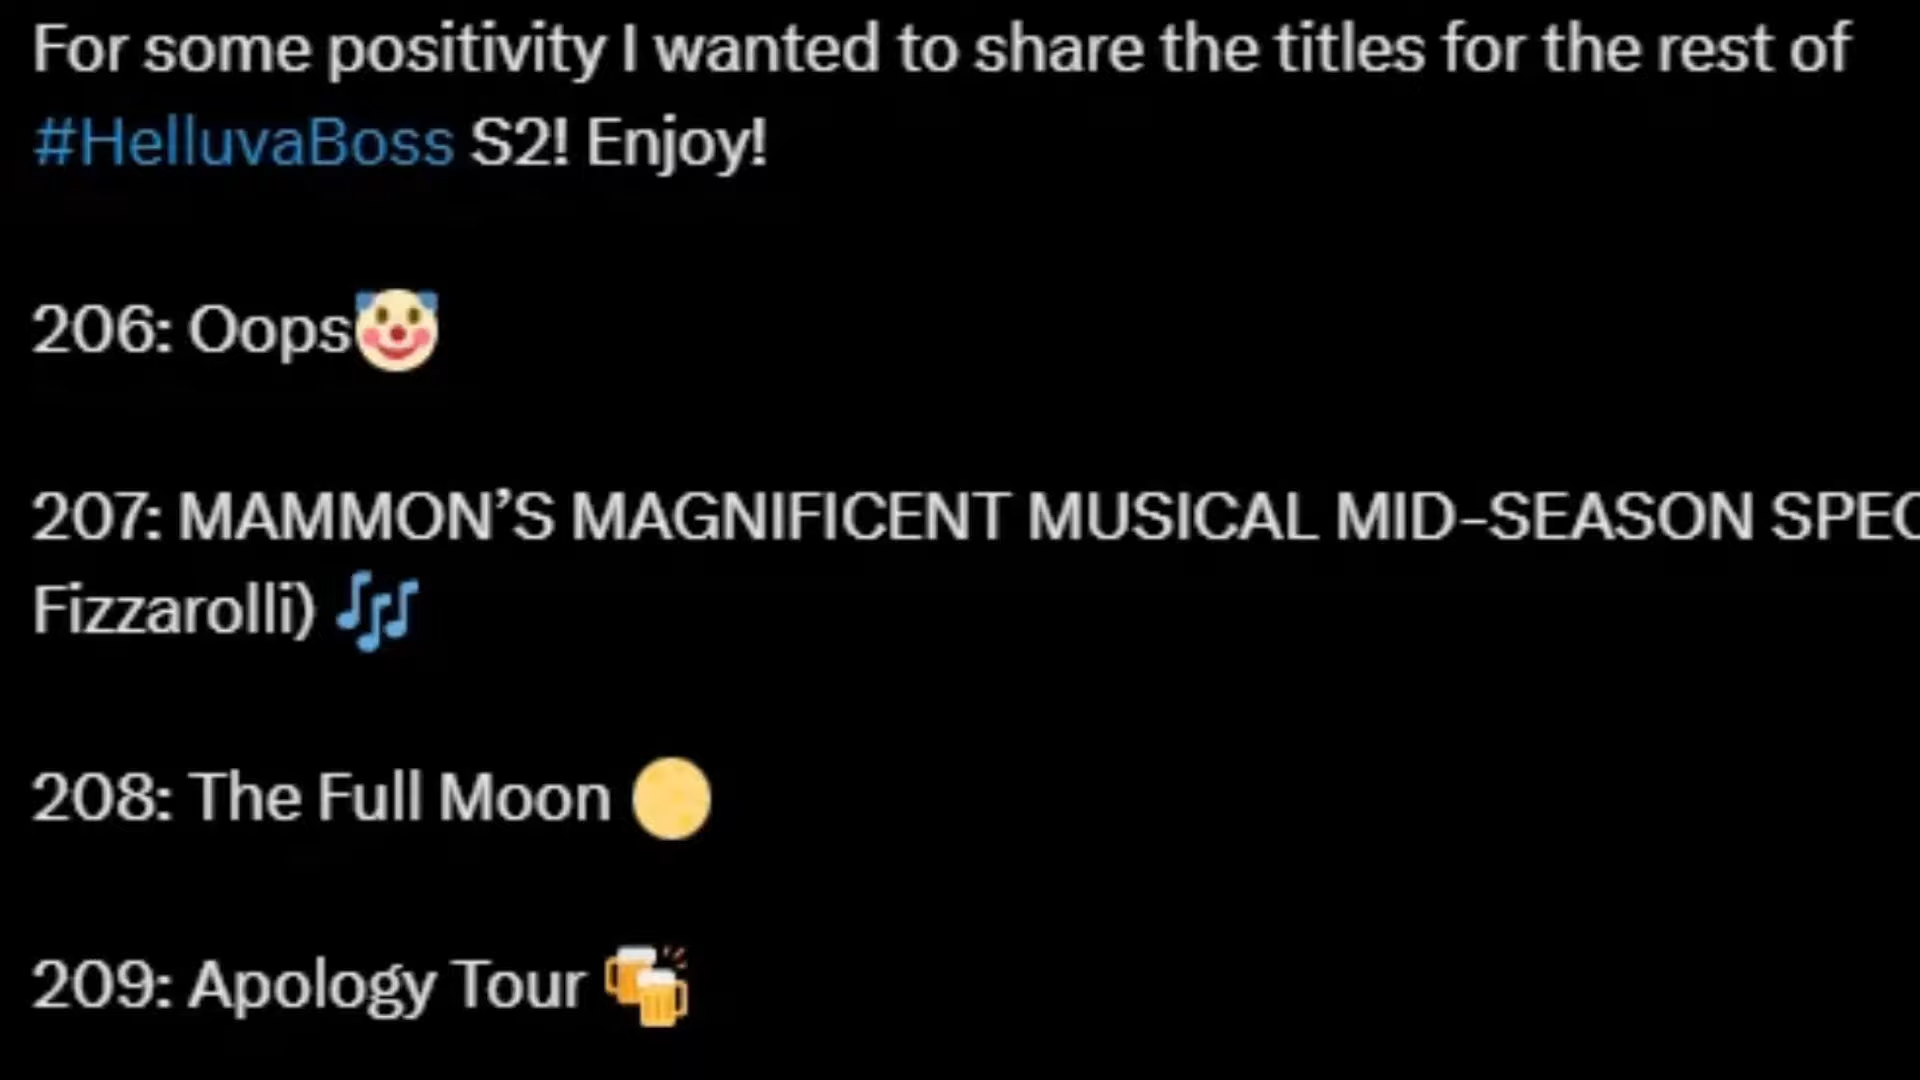 For some positivity I wanted to share the titles for the rest of
#HelluvaBoss S2! Enjoy!
206: Oops🤡
207: MAMMON’S MAGNIFICENT MUSICAL MID-SEASON SPEC
Fizzarolli) 🎶
208: The Full Moon 🌕
209: Apology Tour 🍻